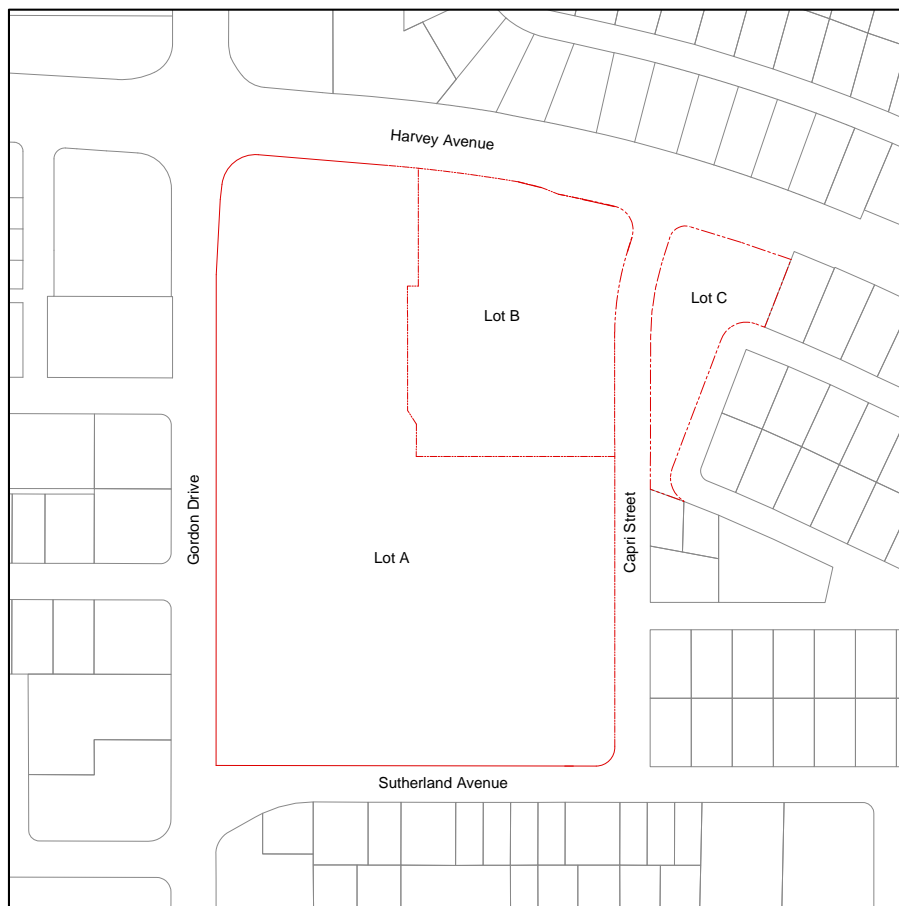 Harvey Avenue
Lot C
Lot B
Gordon Drive
Capri Street
Lot A
Sutherland Avenue